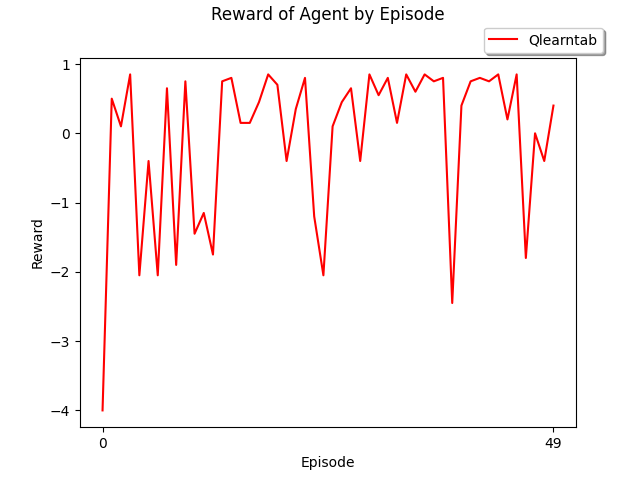 Reward of Agent by Episode
Qlearntab
1
0
−1
−2
−3
−4
Reward
0 49
Episode